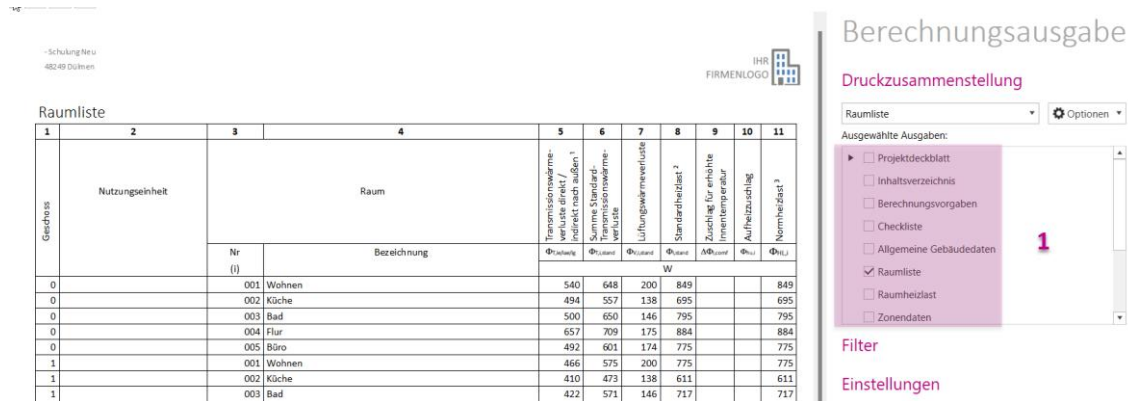 - Schulung Neu
48249 Dülmen
IHR
FIRMENLOGO
Raumliste
1 2 3 4 5 6 7 8 9 10 11
Geschoss
Nutzungseinheit
Raum
Transmissionswärme-
verluste direkt /
indirekt nach außen ¹
Summe Standard-
Transmissionswärme-
verluste
Lüftungswärmeverluste
Standardheizlast ²
Zuschlag für erhöhte
Innentemperatur
Aufheizzuschlag
Normheizlast ³
Nr Bezeichnung
(i) W
0 001 Wohnen 540 648 200 849 849
0 002 Küche 494 557 138 695 695
0 003 Bad 500 650 146 795 795
0 004 Flur 657 709 175 884 884
0 005 Büro 492 601 174 775 775
1 001 Wohnen 466 575 200 775 775
1 002 Küche 410 473 138 611 611
1 003 Bad 422 571 146 717 717
Berechnungsausgabe
Druckzusammenstellung
Raumliste Optionen
Ausgewählte Ausgaben:
Projektdeckblatt
Inhaltsverzeichnis
Berechnungsvorgaben
Checkliste
Allgemeine Gebäudedaten
1
Raumliste
Raumheizlast
Zonendaten
Filter
Einstellungen